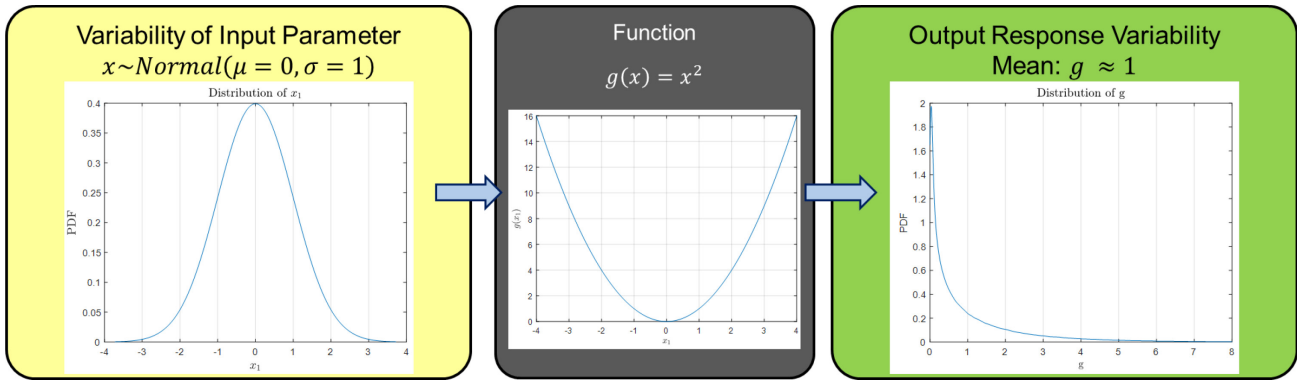 Variability of Input Parameter
x~Normal(μ = 0, σ = 1)
Distribution of x₁
0.4
0.35
0.3
0.25
0.2
0.15
0.1
0.05
0
PDF
-4 -3 -2 -1 0 1 2 3 4
x₁
Function
g(x) = x²
16
14
12
10
8
6
4
2
0
g(x₁)
-4 -3 -2 -1 0 1 2 3 4
x₁
Output Response Variability
Mean: g ≈ 1
Distribution of g
2
1.8
1.6
1.4
1.2
1
0.8
0.6
0.4
0.2
0
PDF
0 1 2 3 4 5 6 7 8
g